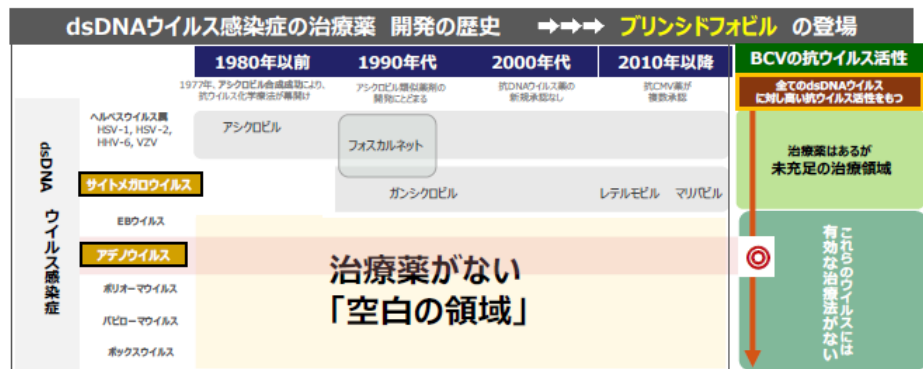 dsDNAウイルス感染症の治療薬 開発の歴史 ➡➡➡ ブリンシドフォビル の登場
1980年以前
1990年代
2000年代
2010年以降
BCVの抗ウイルス活性
1977年、アシクロビル合成成功により、
抗ウイルス化学療法が幕開け
アシクロビル類似薬剤の
開発にとどまる
抗DNAウイルス薬の
新規承認なし
抗CMV薬が
複数承認
全てのdsDNAウイルス
に対し高い抗ウイルス活性をもつ
dsDNA ウイルス感染症
ヘルペスウイルス属
HSV-1, HSV-2,
HHV-6, VZV
アシクロビル
フォスカルネット
治療薬はあるが
未充足の治療領域
サイトメガロウイルス
ガンシクロビル
レテルモビル マリバビル
EBウイルス
アデノウイルス
ポリオーマウイルス
パピローマウイルス
ポックスウイルス
治療薬がない
「空白の領域」
これらのウイルスには
有効な治療法がない